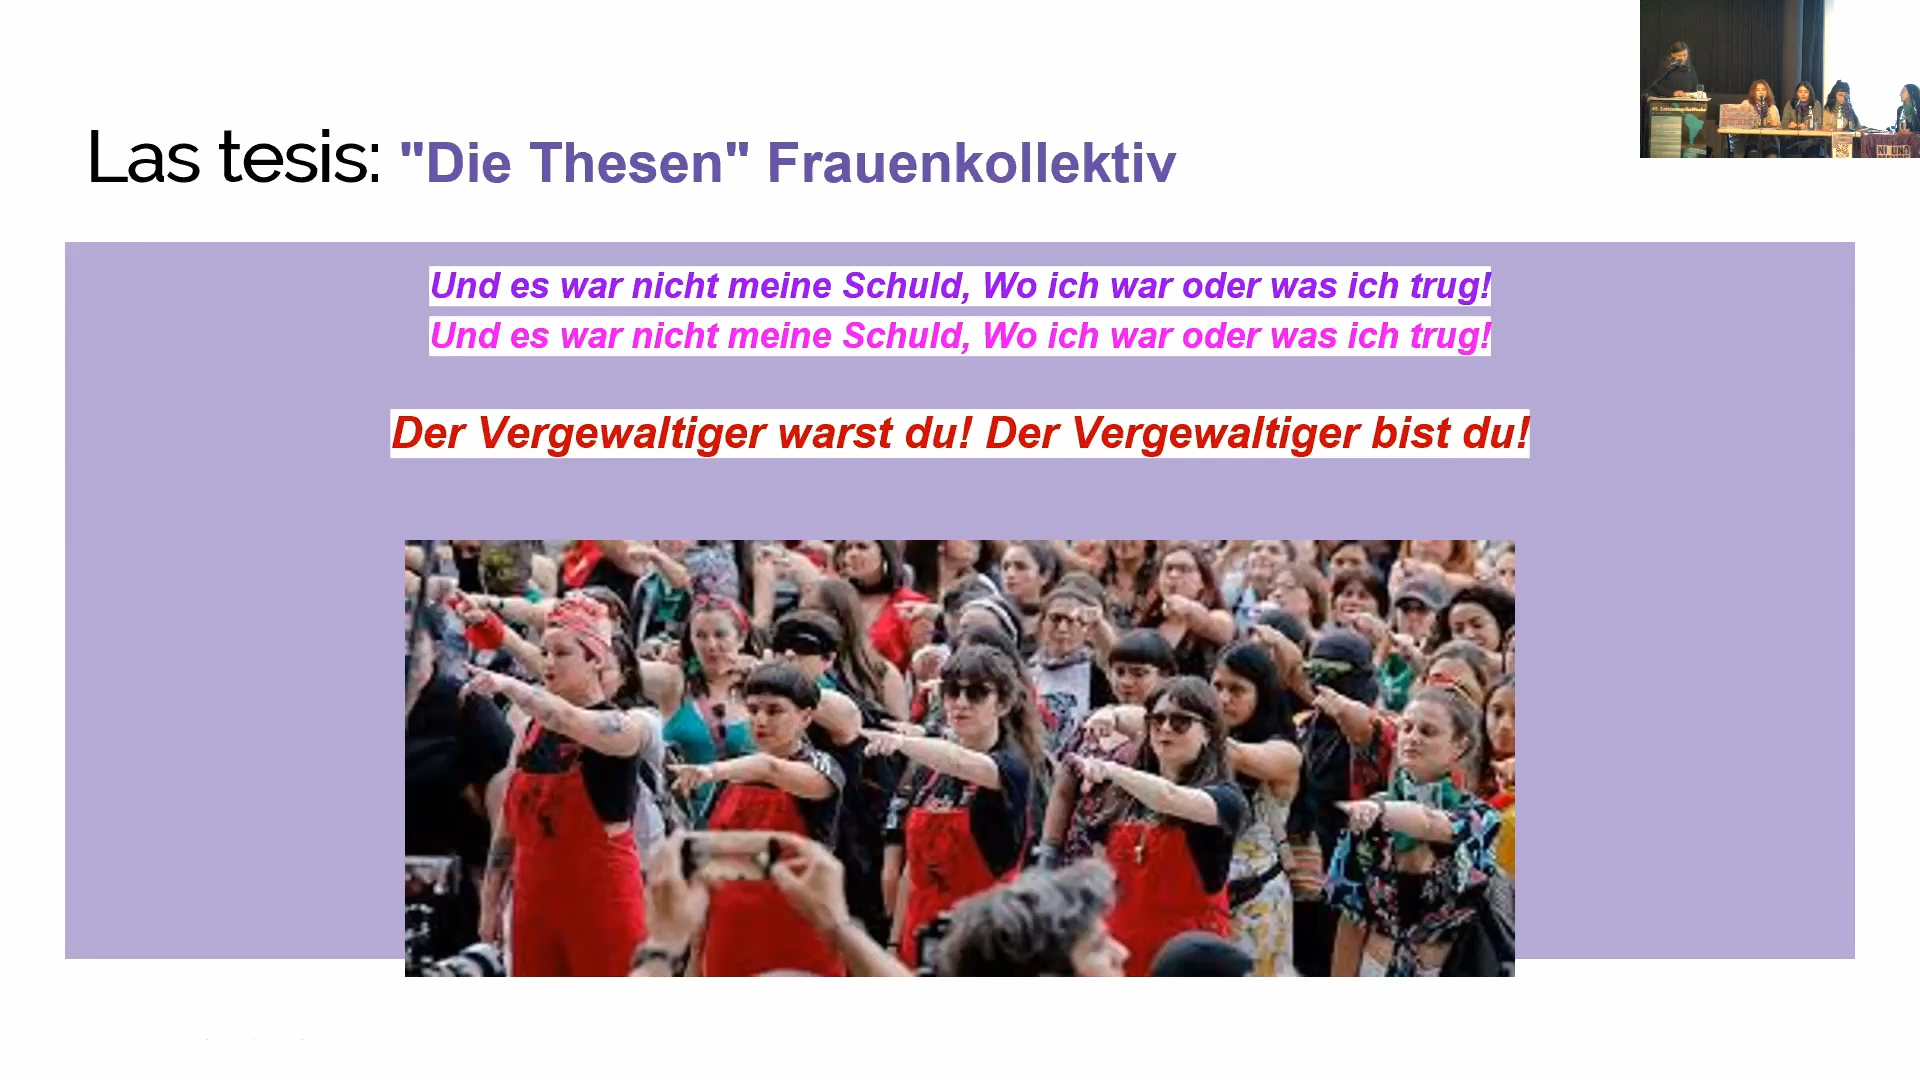 Las tesis: "Die Thesen" Frauenkollektiv
Und es war nicht meine Schuld, Wo ich war oder was ich trug!
Und es war nicht meine Schuld, Wo ich war oder was ich trug!
Der Vergewaltiger warst du! Der Vergewaltiger bist du!
NI UNA